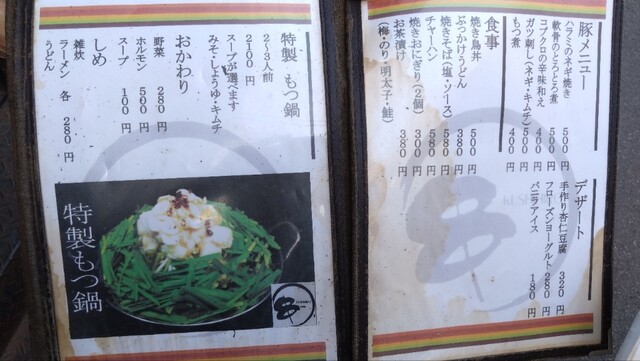 特製 もつ鍋
2～3人前
2100円
スープが選べます
みそ・しょうゆ・キムチ
おかわり
野菜 280円
ホルモン 500円
スープ 100円
しめ
雑炊
ラーメン 各 280円
うどん
特製もつ鍋
豚メニュー
ハラミのネギ焼き 500円
軟骨のとろとろ煮 500円
コブクロの辛味和え 400円
ガツ刺し(ネギ・キムチ) 500円
もつ煮 400円
食事
焼き鳥丼 500円
ぶっかけうどん 380円
焼きそば(塩・ソース) 580円
チャーハン 580円
焼きおにぎり(2個) 300円
お茶漬け 380円
(梅・のり・明太子・鮭)
デザート
手作り杏仁豆腐 320円
フローズンヨーグルト 280円
バニラアイス 180円